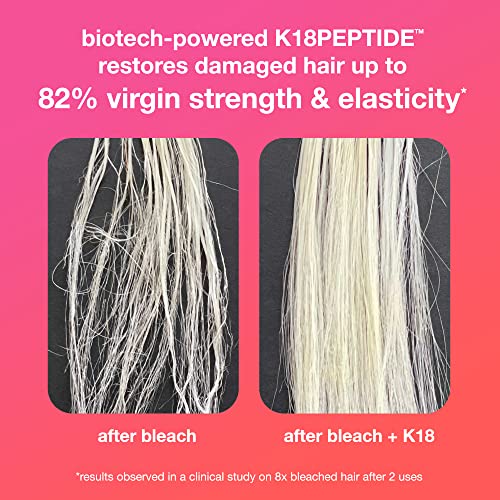 biotech-powered K18PEPTIDE™
restores damaged hair up to
82% virgin strength & elasticity*
after bleach
after bleach + K18
*results observed in a clinical study on 8x bleached hair after 2 uses